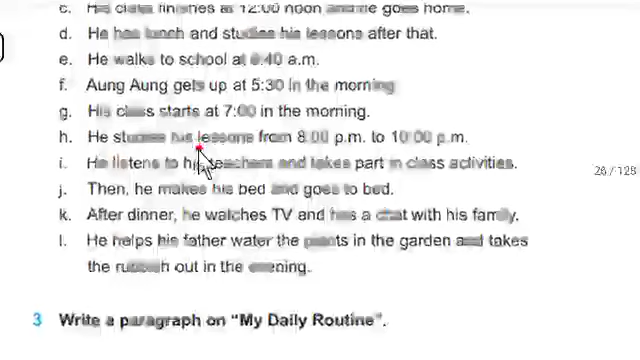 c. His class finishes at 12:00 noon and he goes home.
d. He has lunch and studies his lessons after that.
e. He walks to school at 6:40 a.m.
f. Aung Aung gets up at 5:30 in the morning
g. His class starts at 7:00 in the morning.
h. He studies his lessons from 8:00 p.m. to 10:00 p.m.
i. He listens to his teachers and takes part in class activities.
26 / 128
j. Then, he makes his bed and goes to bed.
k. After dinner, he watches TV and has a chat with his family.
l. He helps his father water the plants in the garden and takes
the rubbish out in the evening.
3 Write a paragraph on “My Daily Routine”.